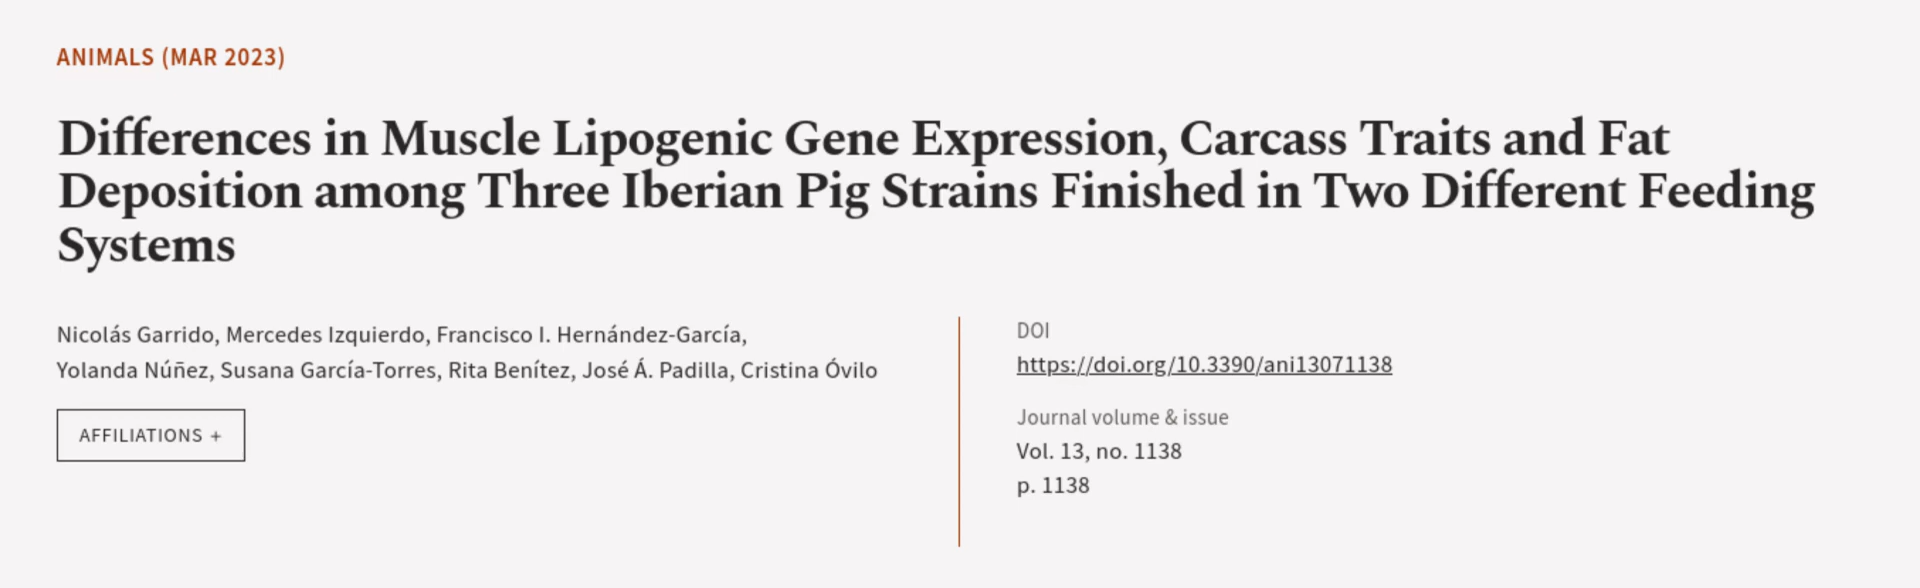 ANIMALS (MAR 2023)
Differences in Muscle Lipogenic Gene Expression, Carcass Traits and Fat
Deposition among Three Iberian Pig Strains Finished in Two Different Feeding
Systems
Nicolás Garrido, Mercedes Izquierdo, Francisco I. Hernández-García,
Yolanda Núñez, Susana García-Torres, Rita Benítez, José Á. Padilla, Cristina Óvilo
AFFILIATIONS +
DOI
https://doi.org/10.3390/ani13071138
Journal volume & issue
Vol. 13, no. 1138
p. 1138